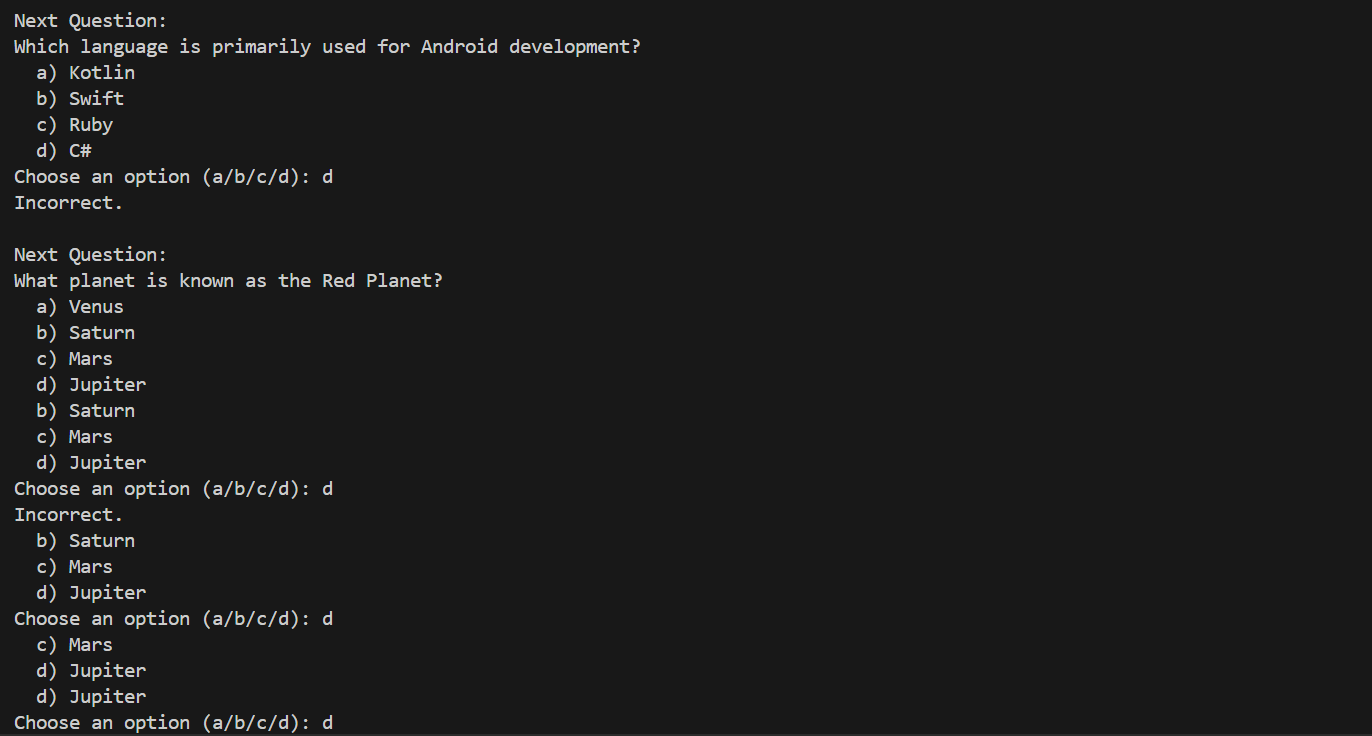 Next Question:
Which language is primarily used for Android development?
  a) Kotlin
  b) Swift
  c) Ruby
  d) C#
Choose an option (a/b/c/d): d
Incorrect.

Next Question:
What planet is known as the Red Planet?
  a) Venus
  b) Saturn
  c) Mars
  d) Jupiter
  b) Saturn
  c) Mars
  d) Jupiter
Choose an option (a/b/c/d): d
Incorrect.
  b) Saturn
  c) Mars
  d) Jupiter
Choose an option (a/b/c/d): d
  c) Mars
  d) Jupiter
  d) Jupiter
Choose an option (a/b/c/d): d